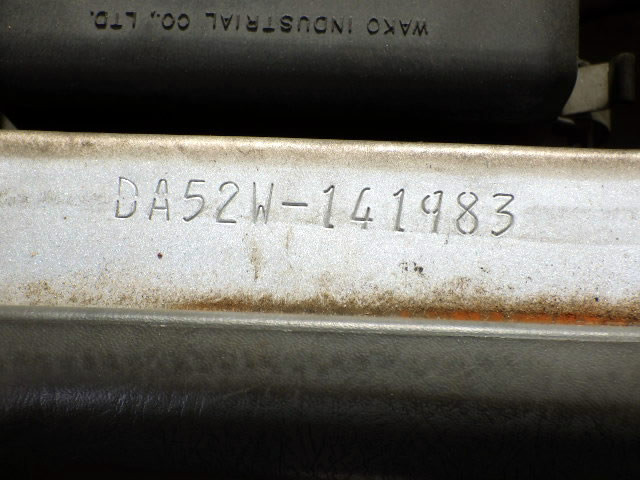 WAKO INDUSTRIAL CO., LTD.
DA52W-141983